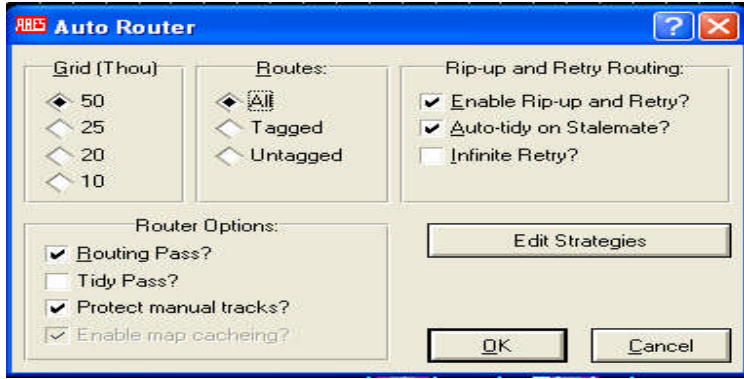 ARES Auto Router
Grid (Thou)
50
25
20
10
Routes:
All
Tagged
Untagged
Rip-up and Retry Routing:
Enable Rip-up and Retry?
Auto-tidy on Stalemate?
Infinite Retry?
Router Options:
Routing Pass?
Tidy Pass?
Protect manual tracks?
Enable map cacheing?
Edit Strategies
OK
Cancel